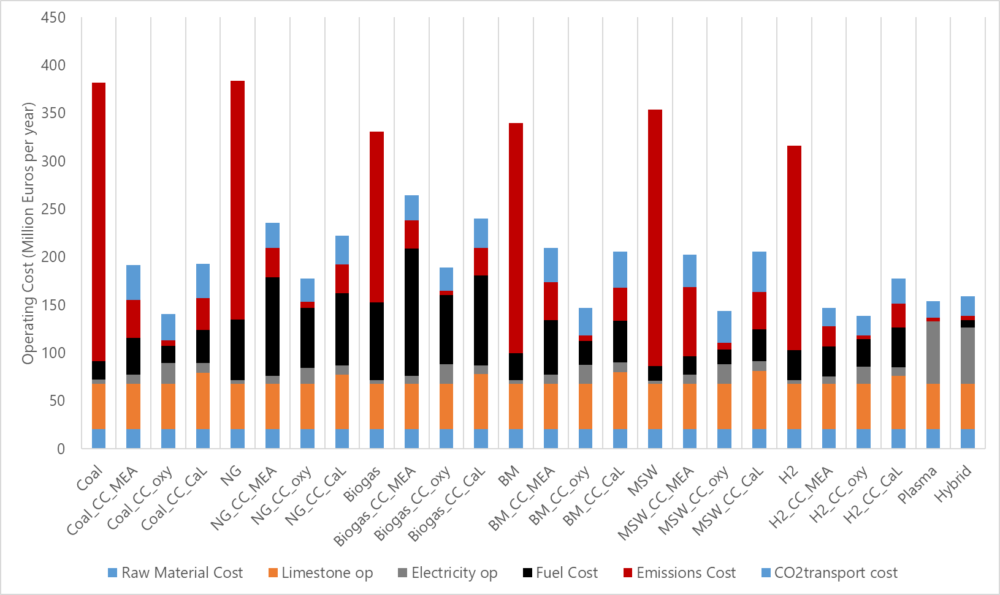 450
400
350
300
250
200
150
100
50
0
Operating Cost (Million Euros per year)
Coal
Coal_CC_MEA
Coal_CC_oxy
Coal_CC_CaL
NG
NG_CC_MEA
NG_CC_oxy
NG_CC_CaL
Biogas
Biogas_CC_MEA
Biogas_CC_oxy
Biogas_CC_CaL
BM
BM_CC_MEA
BM_CC_oxy
BM_CC_CaL
MSW
MSW_CC_MEA
MSW_CC_oxy
MSW_CC_CaL
H2
H2_CC_MEA
H2_CC_oxy
H2_CC_CaL
Plasma
Hybrid
Raw Material Cost
Limestone op
Electricity op
Fuel Cost
Emissions Cost
CO2transport cost